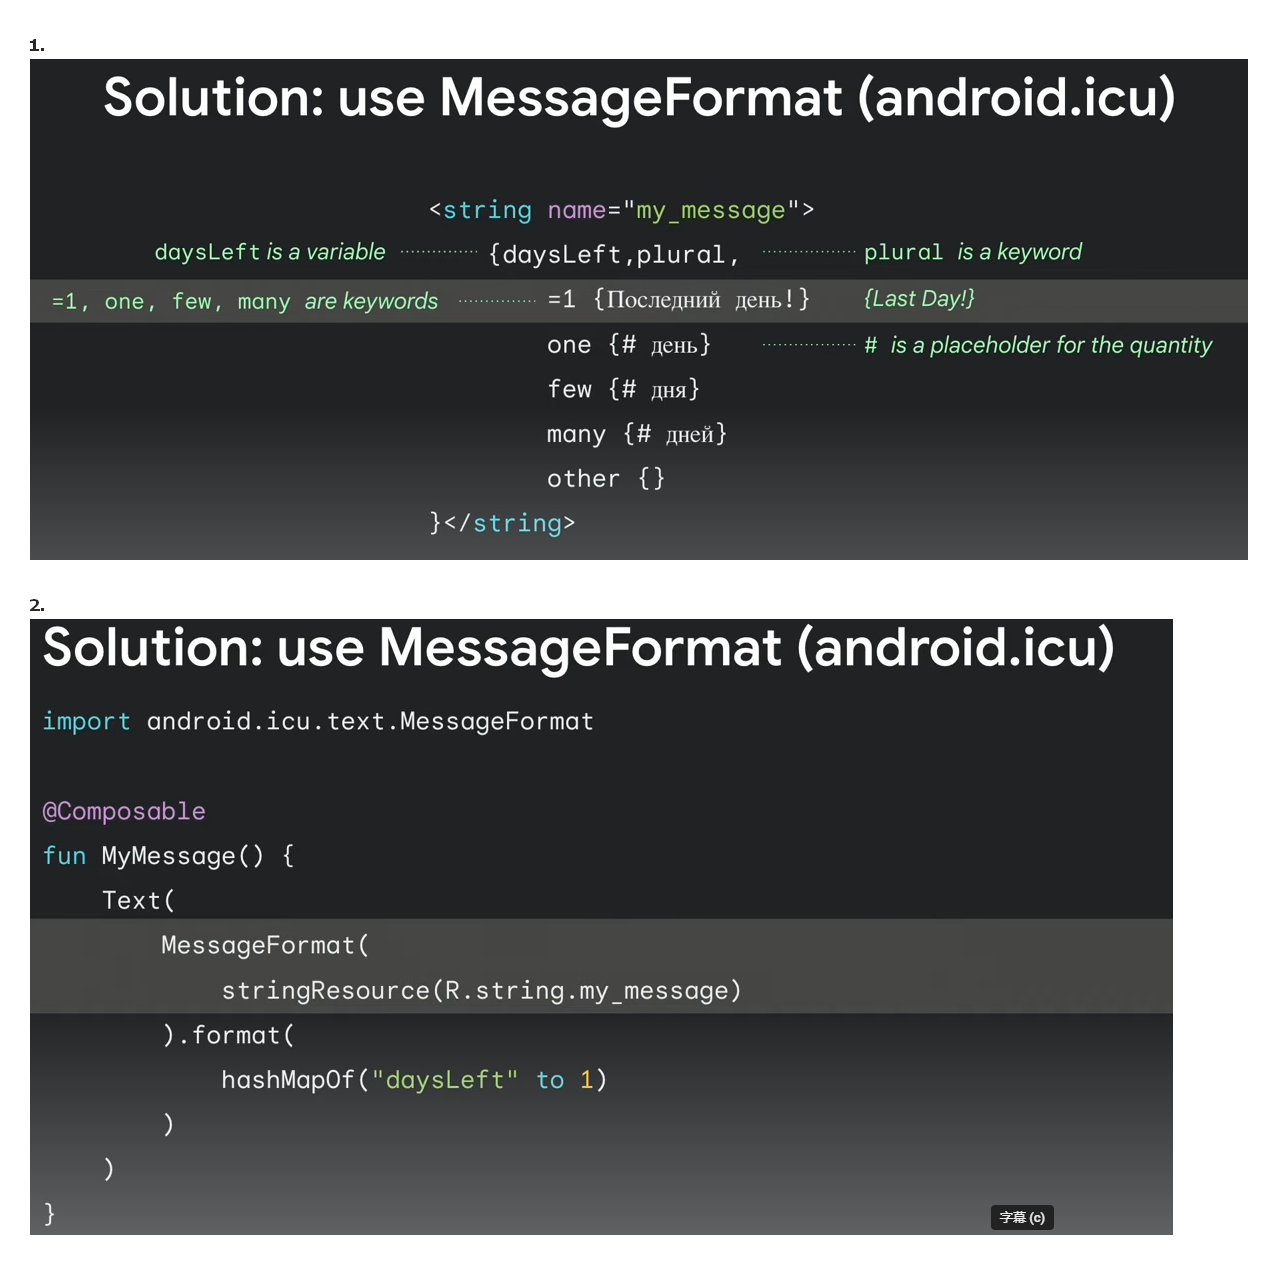 1.
Solution: use MessageFormat (android.icu)
<string name="my_message">
daysLeft is a variable {daysLeft,plural, plural is a keyword
=1, one, few, many are keywords =1 {Последний день!} {Last Day!}
one {# день} # is a placeholder for the quantity
few {# дня}
many {# дней}
other {}
}</string>
2.
Solution: use MessageFormat (android.icu)
import android.icu.text.MessageFormat
@Composable
fun MyMessage() {
Text(
MessageFormat(
stringResource(R.string.my_message)
).format(
hashMapOf("daysLeft" to 1)
)
)
}
字幕 (c)